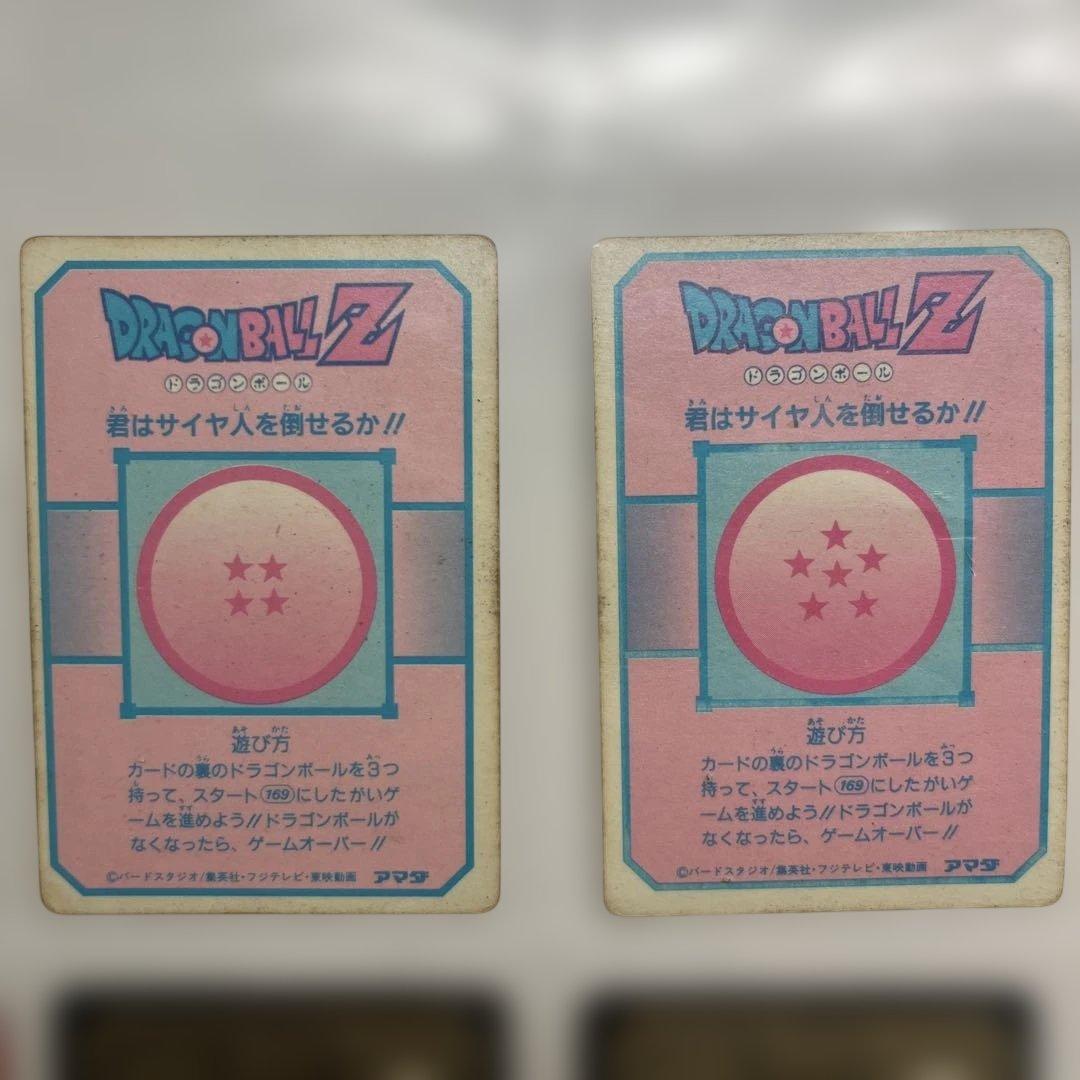 DRAGON BALL Z
ドラゴンボール
君はサイヤ人を倒せるか!!
遊び方
カードの裏のドラゴンボールを3つ
持って、スタート169にしたがいゲ
ームを進めよう!!ドラゴンボールが
なくなったら、ゲームオーバー!!
©バードスタジオ/集英社・フジテレビ・東映動画 アマダ
DRAGON BALL Z
ドラゴンボール
君はサイヤ人を倒せるか!!
遊び方
カードの裏のドラゴンボールを3つ
持って、スタート169にしたがいゲ
ームを進めよう!!ドラゴンボールが
なくなったら、ゲームオーバー!!
©バードスタジオ/集英社・フジテレビ・東映動画 アマダ